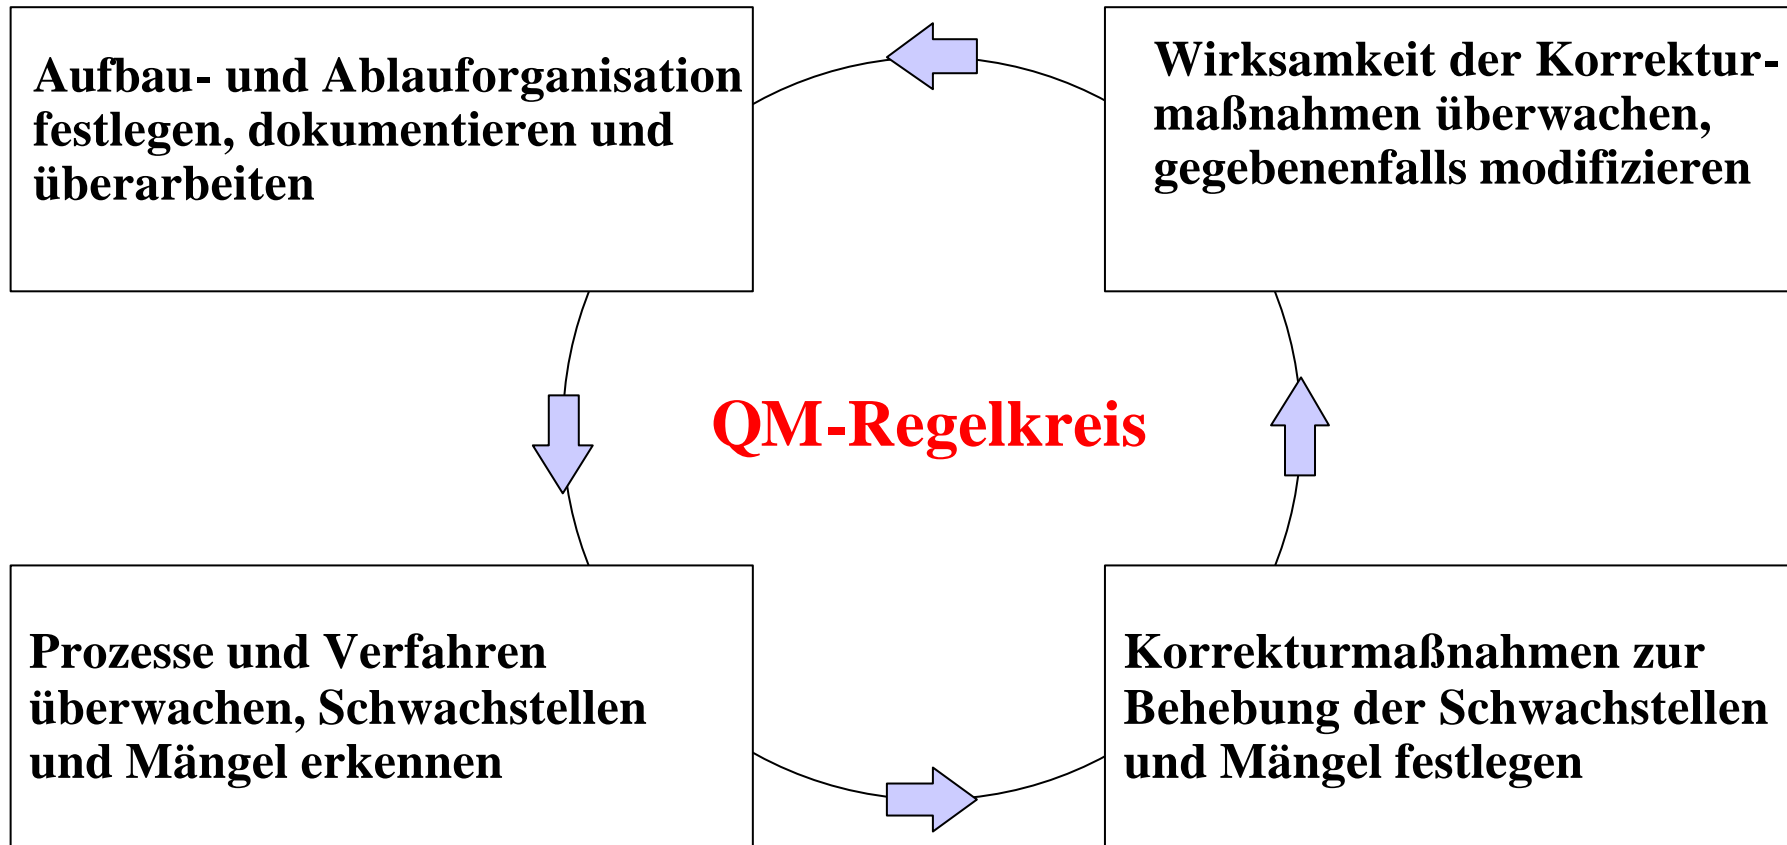 Aufbau- und Ablauforganisation
festlegen, dokumentieren und
überarbeiten
Wirksamkeit der Korrektur-
maßnahmen überwachen,
gegebenenfalls modifizieren
QM-Regelkreis
Prozesse und Verfahren
überwachen, Schwachstellen
und Mängel erkennen
Korrekturmaßnahmen zur
Behebung der Schwachstellen
und Mängel festlegen